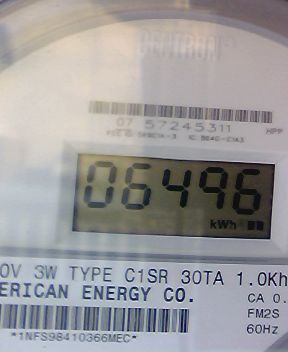 CENTRON
07 57245311
HPP
06496
kWh
0V 3W TYPE C1SR 30TA 1.0Kh
ERICAN ENERGY CO.
CA 0.
FM2S
60Hz
*1NFS98410366MEC*